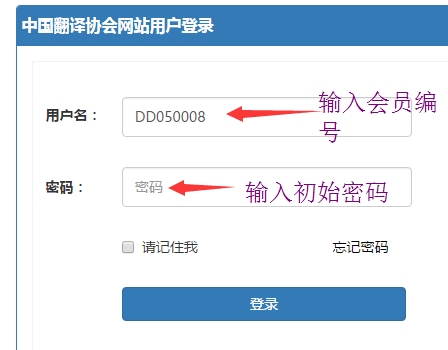 中国翻译协会网站用户登录
用户名：
DD050008
输入会员编
号
密码：
密码
输入初始密码
请记住我
忘记密码
登录